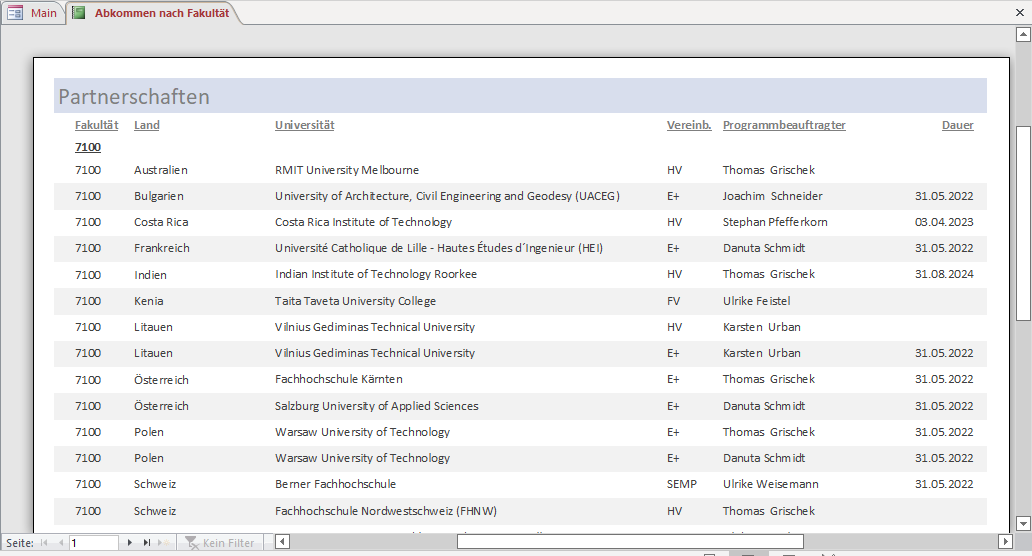 Main Abkommen nach Fakultät
Partnerschaften
Fakultät Land Universität Vereinb. Programmbeauftragter Dauer
7100
7100 Australien RMIT University Melbourne HV Thomas Grischek
7100 Bulgarien University of Architecture, Civil Engineering and Geodesy (UACEG) E+ Joachim Schneider 31.05.2022
7100 Costa Rica Costa Rica Institute of Technology HV Stephan Pfefferkorn 03.04.2023
7100 Frankreich Université Catholique de Lille - Hautes Études d´Ingenieur (HEI) E+ Danuta Schmidt 31.05.2022
7100 Indien Indian Institute of Technology Roorkee HV Thomas Grischek 31.08.2024
7100 Kenia Taita Taveta University College FV Ulrike Feistel
7100 Litauen Vilnius Gediminas Technical University HV Karsten Urban
7100 Litauen Vilnius Gediminas Technical University E+ Karsten Urban 31.05.2022
7100 Österreich Fachhochschule Kärnten E+ Thomas Grischek 31.05.2022
7100 Österreich Salzburg University of Applied Sciences E+ Danuta Schmidt 31.05.2022
7100 Polen Warsaw University of Technology E+ Thomas Grischek 31.05.2022
7100 Polen Warsaw University of Technology E+ Danuta Schmidt 31.05.2022
7100 Schweiz Berner Fachhochschule SEMP Ulrike Weisemann 31.05.2022
7100 Schweiz Fachhochschule Nordwestschweiz (FHNW) HV Thomas Grischek
Seite: 1 Kein Filter